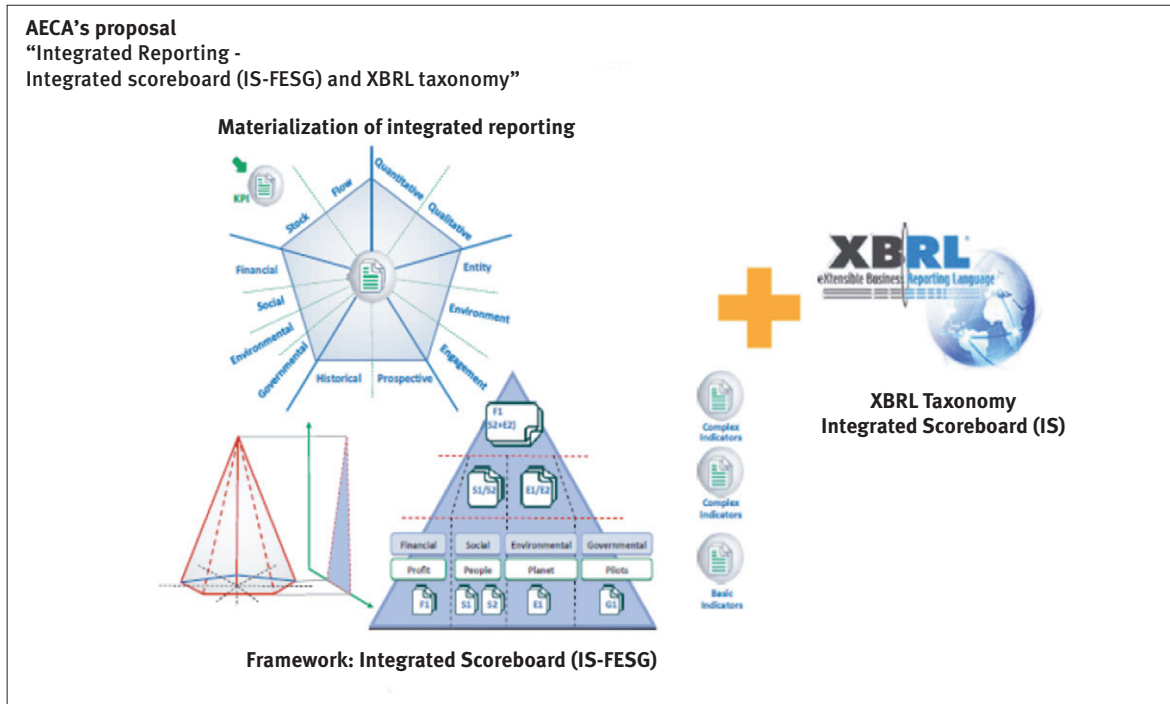 AECA's proposal
“Integrated Reporting -
Integrated scoreboard (IS-FESG) and XBRL taxonomy”
Materialization of integrated reporting
KPI
Stock
Flow
Quantitative
Qualitative
Financial
Social
Environmental
Governmental
Historical
Prospective
Entity
Environment
Engagement
F1
S2+E2)
S1/S2
E1/E2
Financial
Social
Environmental
Governmental
Profit
People
Planet
Pilots
F1
S1
S2
E1
G1
Complex
Indicators
Complex
Indicators
Basic
Indicators
XBRL
eXtensible Business Reporting Language
XBRL Taxonomy
Integrated Scoreboard (IS)
Framework: Integrated Scoreboard (IS-FESG)